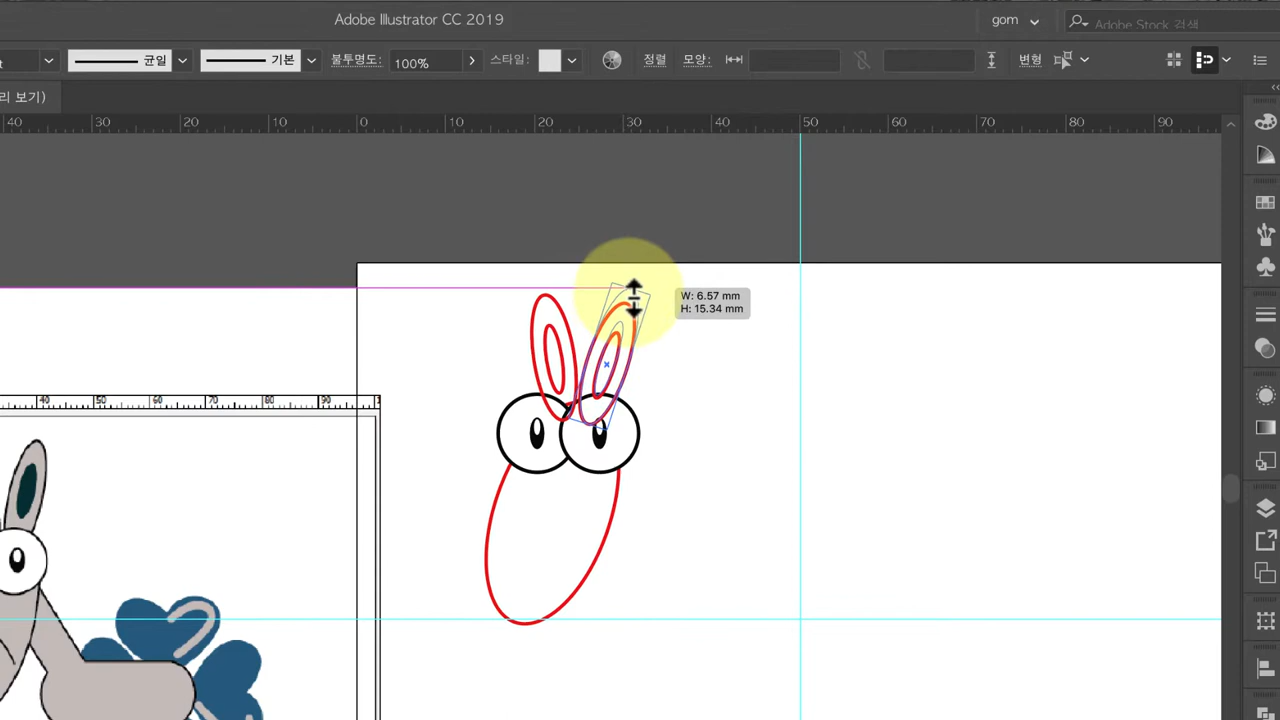 Adobe Illustrator CC 2019
gom
Adobe Stock 검색
t 균일 기본 불투명도: 100% 스타일: 정렬 모양: 변형
리 보기)
40 30 20 10 0 10 20 30 40 50 60 70 80 90
W: 6.57 mm
H: 15.34 mm
40 50 60 70 80 90 1